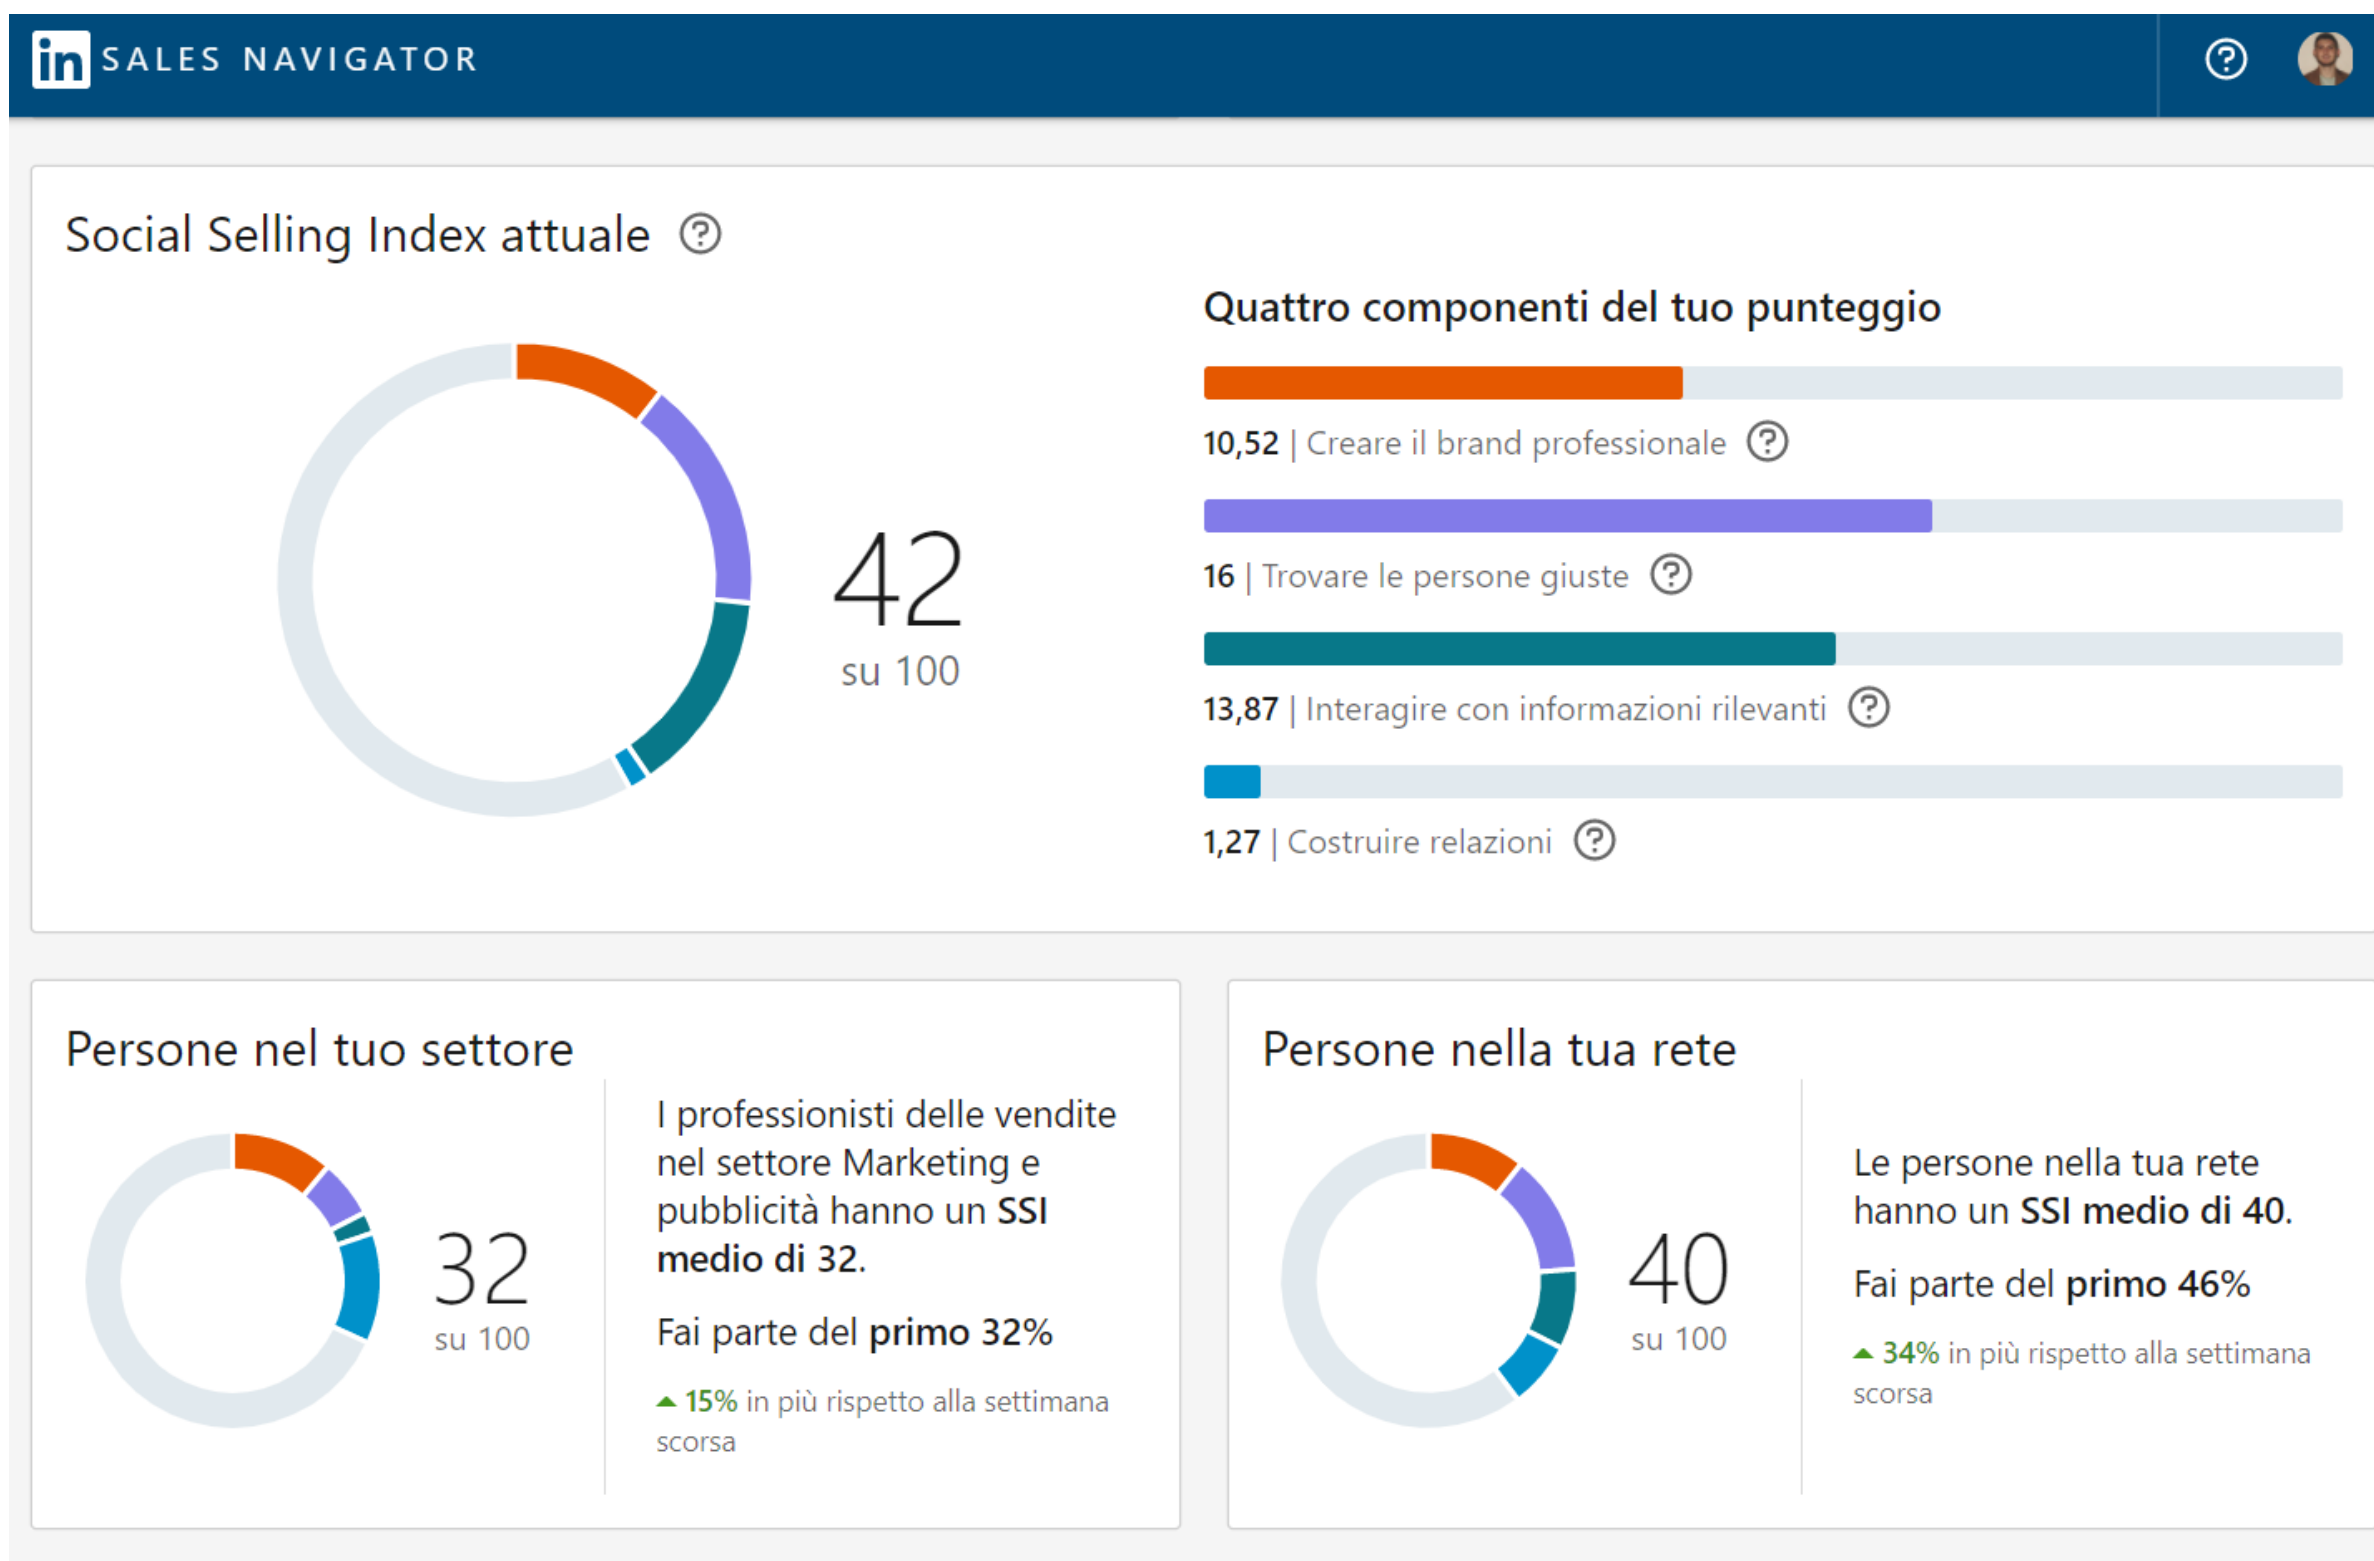 in SALES NAVIGATOR
Social Selling Index attuale
42
su 100
Quattro componenti del tuo punteggio
10,52 | Creare il brand professionale
16 | Trovare le persone giuste
13,87 | Interagire con informazioni rilevanti
1,27 | Costruire relazioni
Persone nel tuo settore
32
su 100
I professionisti delle vendite
nel settore Marketing e
pubblicità hanno un SSI
medio di 32.
Fai parte del primo 32%
15% in più rispetto alla settimana
scorsa
Persone nella tua rete
40
su 100
Le persone nella tua rete
hanno un SSI medio di 40.
Fai parte del primo 46%
34% in più rispetto alla settimana
scorsa